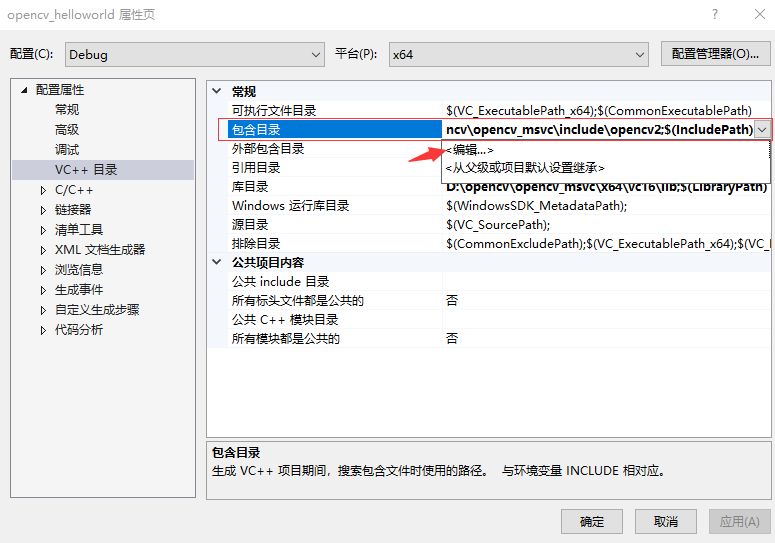 opencv_helloworld 属性页
配置(C): Debug 平台(P): x64 配置管理器(O)...
配置属性
常规
高级
调试
VC++ 目录
C/C++
链接器
清单工具
XML 文档生成器
浏览信息
生成事件
自定义生成步骤
代码分析
常规
可执行文件目录 $(VC_ExecutablePath_x64);$(CommonExecutablePath)
包含目录 ncv\opencv_msvc\include\opencv2;$(IncludePath)
外部包含目录 <编辑...>
引用目录 <从父级或项目默认设置继承>
库目录 D:\opencv\opencv_msvc\x64\vc16\lib;$(LibraryPath)
Windows 运行库目录 $(WindowsSDK_MetadataPath);
源目录 $(VC_SourcePath);
排除目录 $(CommonExcludePath);$(VC_ExecutablePath_x64);$(VC_
公共项目内容
公共 include 目录
所有标头文件都是公共的 否
公共 C++ 模块目录
所有模块都是公共的 否
包含目录
生成 VC++ 项目期间，搜索包含文件时使用的路径。 与环境变量 INCLUDE 相对应。
确定 取消 应用(A)